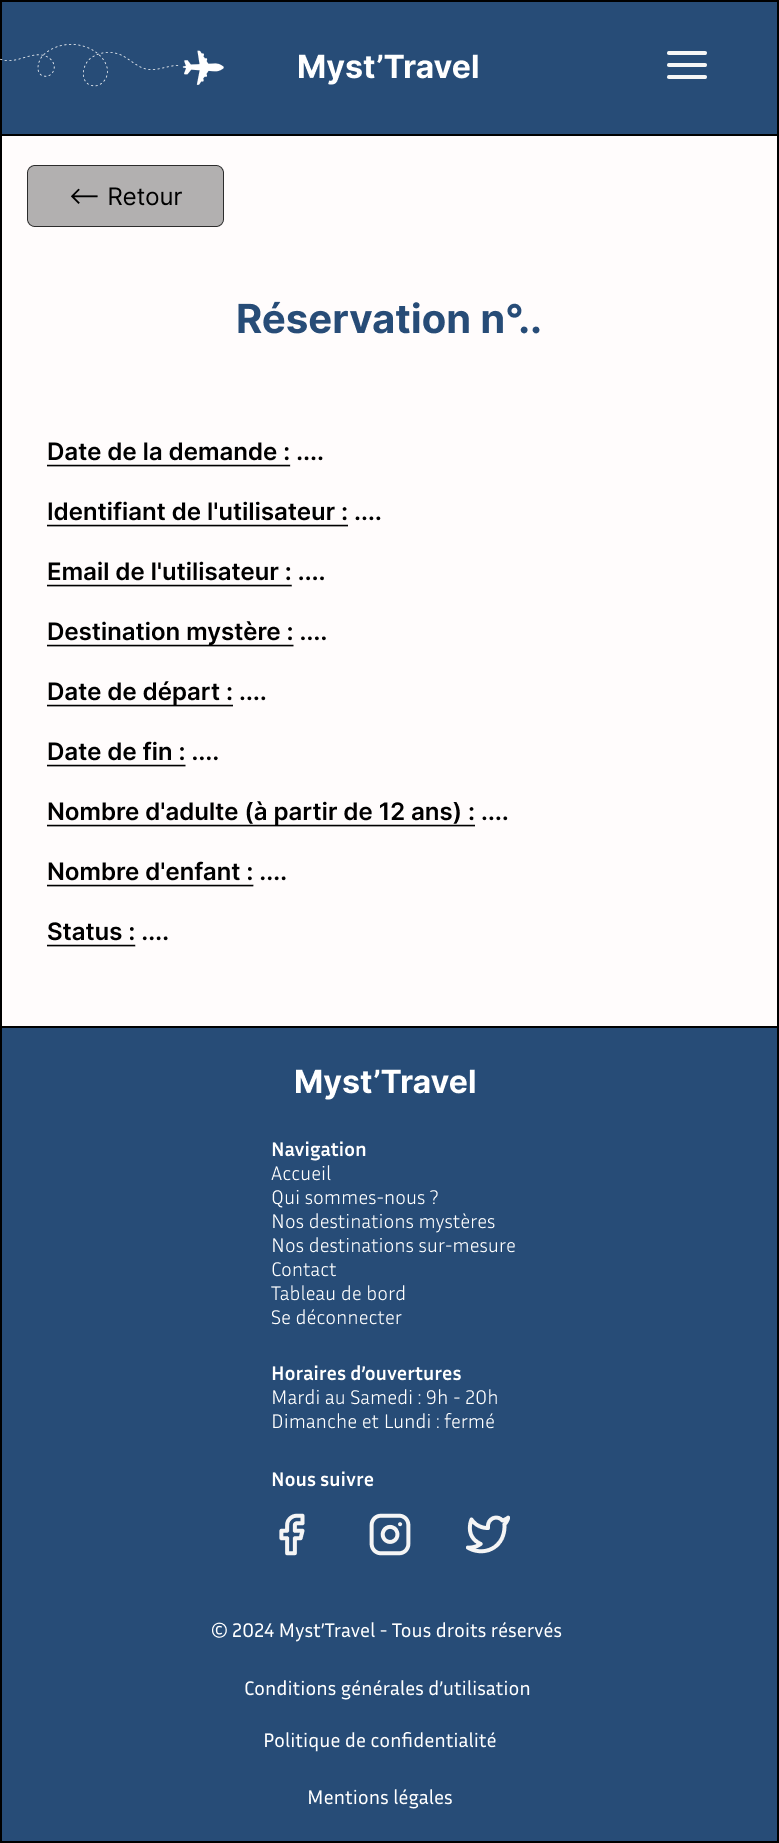 Myst’Travel
Retour
Réservation n°..
Date de la demande : ....
Identifiant de l'utilisateur : ....
Email de l'utilisateur : ....
Destination mystère : ....
Date de départ : ....
Date de fin : ....
Nombre d'adulte (à partir de 12 ans) : ....
Nombre d'enfant : ....
Status : ....
Myst’Travel
Navigation
Accueil
Qui sommes-nous ?
Nos destinations mystères
Nos destinations sur-mesure
Contact
Tableau de bord
Se déconnecter
Horaires d’ouvertures
Mardi au Samedi : 9h - 20h
Dimanche et Lundi : fermé
Nous suivre
© 2024 Myst’Travel - Tous droits réservés
Conditions générales d’utilisation
Politique de confidentialité
Mentions légales